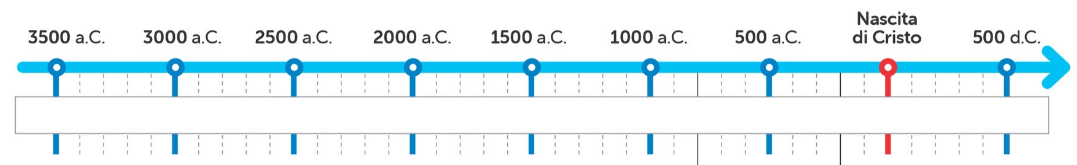 3500 a.C.
3000 a.C.
2500 a.C.
2000 a.C.
1500 a.C.
1000 a.C.
500 a.C.
Nascita
di Cristo
500 d.C.